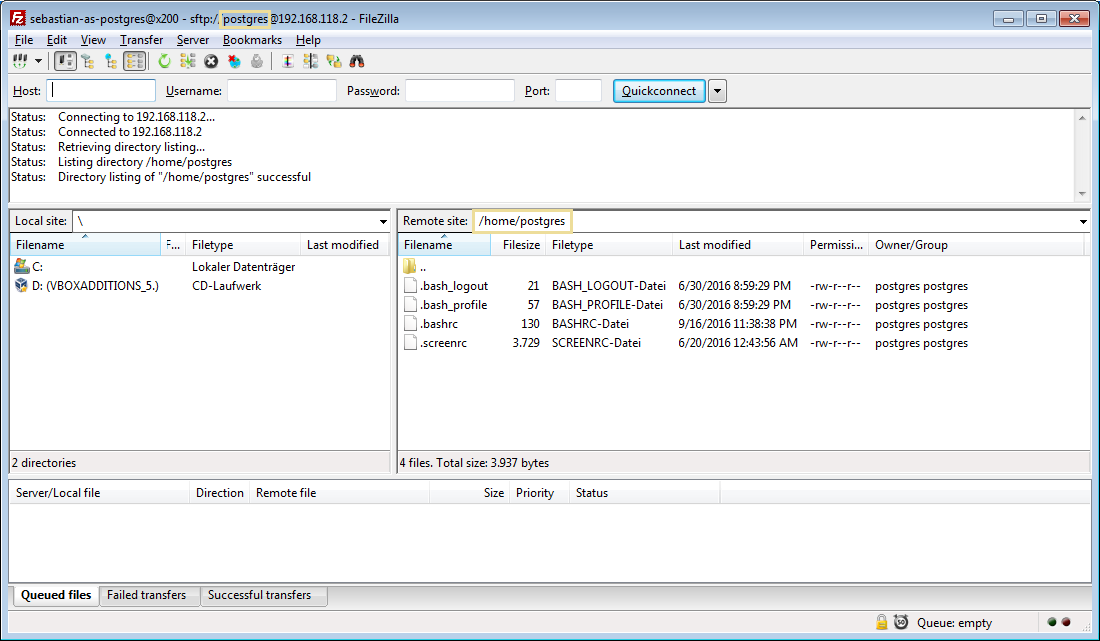 sebastian-as-postgres@x200 - sftp://postgres@192.168.118.2 - FileZilla
File Edit View Transfer Server Bookmarks Help
Host: Username: Password: Port: Quickconnect
Status: Connecting to 192.168.118.2...
Status: Connected to 192.168.118.2
Status: Retrieving directory listing...
Status: Listing directory /home/postgres
Status: Directory listing of "/home/postgres" successful
Local site: \ Remote site: /home/postgres
Filename F... Filetype Last modified Filename Filesize Filetype Last modified Permissi... Owner/Group
C: Lokaler Datenträger ..
D: (VBOXADDITIONS_5.) CD-Laufwerk .bash_logout 21 BASH_LOGOUT-Datei 6/30/2016 8:59:29 PM -rw-r--r-- postgres postgres
.bash_profile 57 BASH_PROFILE-Datei 6/30/2016 8:59:29 PM -rw-r--r-- postgres postgres
.bashrc 130 BASHRC-Datei 9/16/2016 11:38:38 PM -rw-r--r-- postgres postgres
.screenrc 3.729 SCREENRC-Datei 6/20/2016 12:43:56 AM -rw-r--r-- postgres postgres
2 directories 4 files. Total size: 3.937 bytes
Server/Local file Direction Remote file Size Priority Status
Queued files Failed transfers Successful transfers
Queue: empty